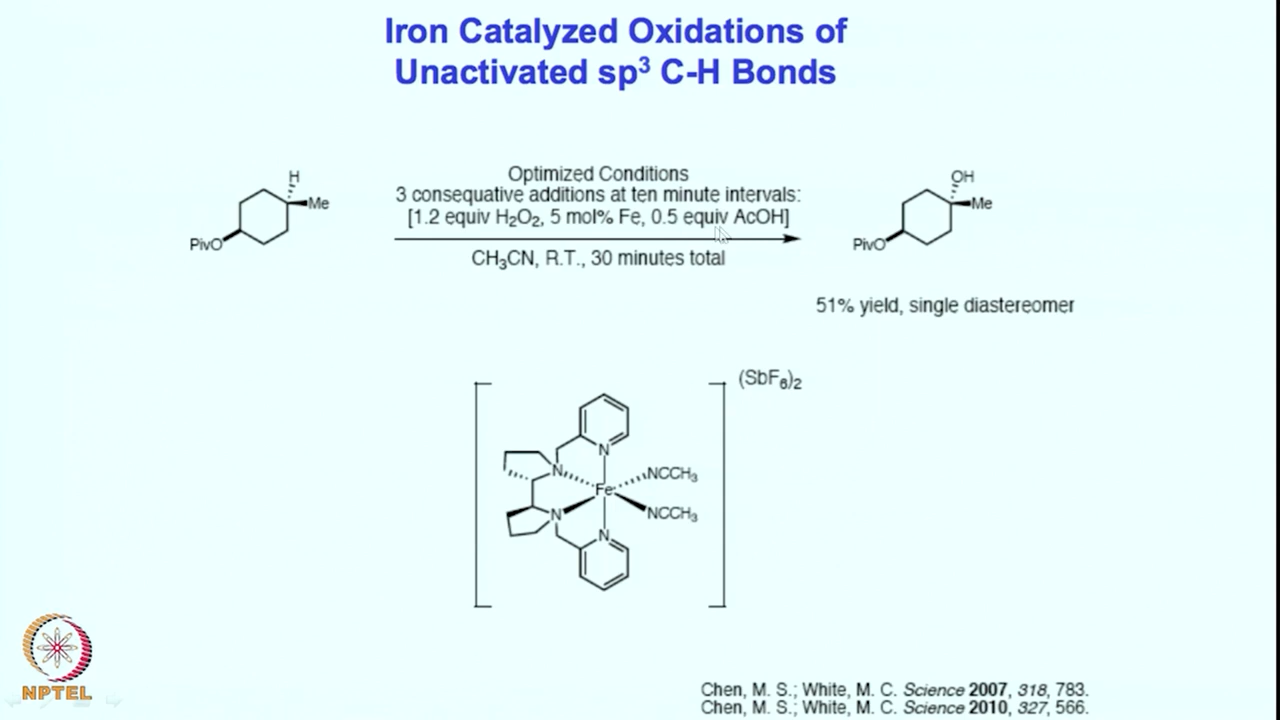 Iron Catalyzed Oxidations of
Unactivated sp³ C-H Bonds
Optimized Conditions
3 consequative additions at ten minute intervals:
[1.2 equiv H₂O₂, 5 mol% Fe, 0.5 equiv AcOH]
CH₃CN, R.T., 30 minutes total
H
Me
PivO
OH
Me
PivO
51% yield, single diastereomer
(SbF₆)₂
N
N
NCCH₃
Fe
N
NCCH₃
N
NPTEL
Chen, M. S.; White, M. C. Science 2007, 318, 783.
Chen, M. S.; White, M. C. Science 2010, 327, 566.